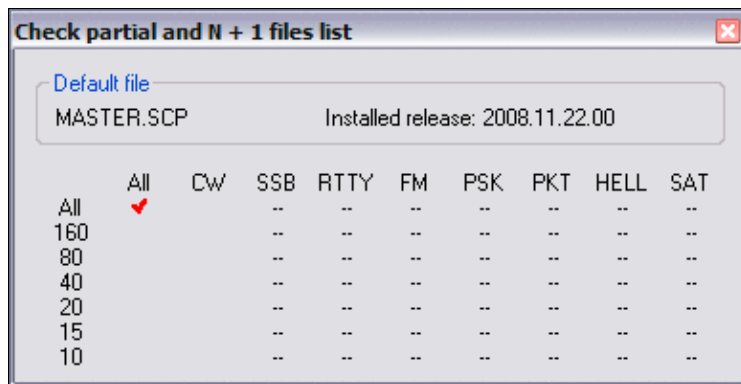 Check partial and N + 1 files list
Default file
MASTER.SCP Installed release: 2008.11.22.00
All CW SSB RTTY FM PSK PKT HELL SAT
All -- -- -- -- -- -- --
160 -- -- -- -- -- -- --
80 -- -- -- -- -- -- --
40 -- -- -- -- -- -- --
20 -- -- -- -- -- -- --
15 -- -- -- -- -- -- --
10 -- -- -- -- -- -- --